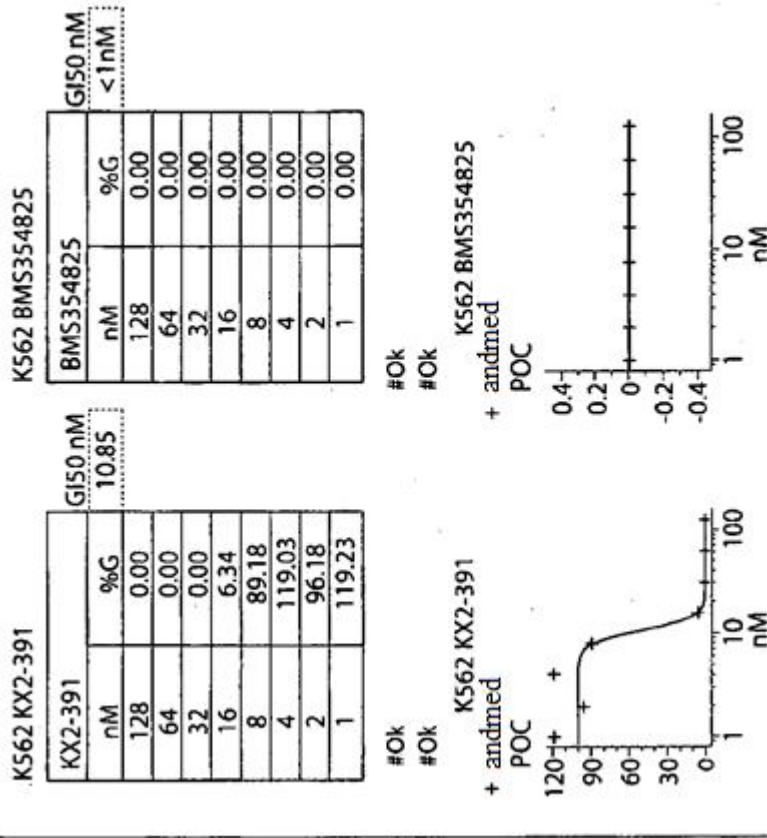 K562 KX2-391
KX2-391
GI50 nM
nM %G
10.85
128 0.00
64 0.00
32 0.00
16 6.34
8 89.18
4 119.03
2 96.18
1 119.23
#Ok
#Ok
K562 KX2-391
+ andmed
POC
120
90
60
30
0
1 10 100
nM
K562 BMS354825
BMS354825
GI50 nM
nM %G
<1nM
128 0.00
64 0.00
32 0.00
16 0.00
8 0.00
4 0.00
2 0.00
1 0.00
#Ok
#Ok
K562 BMS354825
+ andmed
POC
0.4
0.2
0
-0.2
-0.4
1 10 100
nM